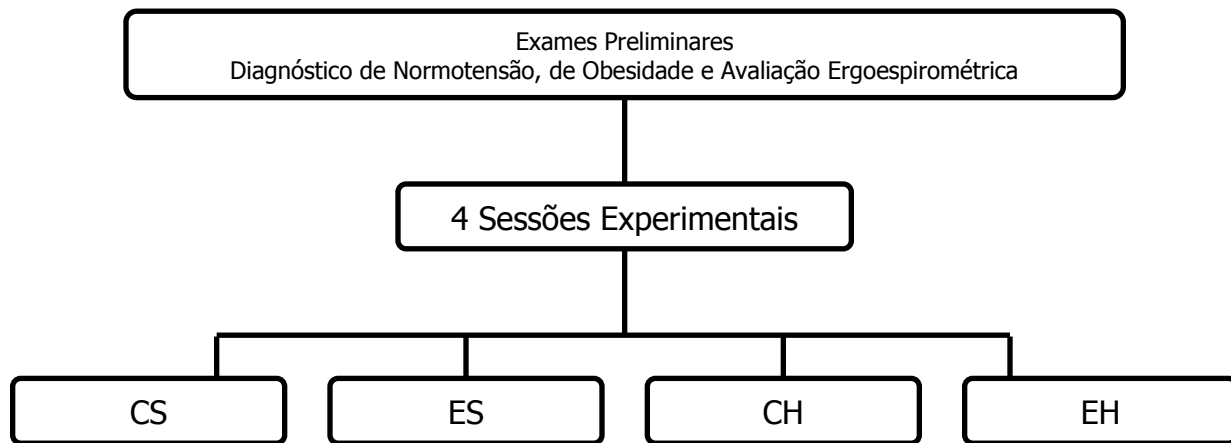 Exames Preliminares
Diagnóstico de Normotensão, de Obesidade e Avaliação Ergoespirométrica
4 Sessões Experimentais
CS
ES
CH
EH